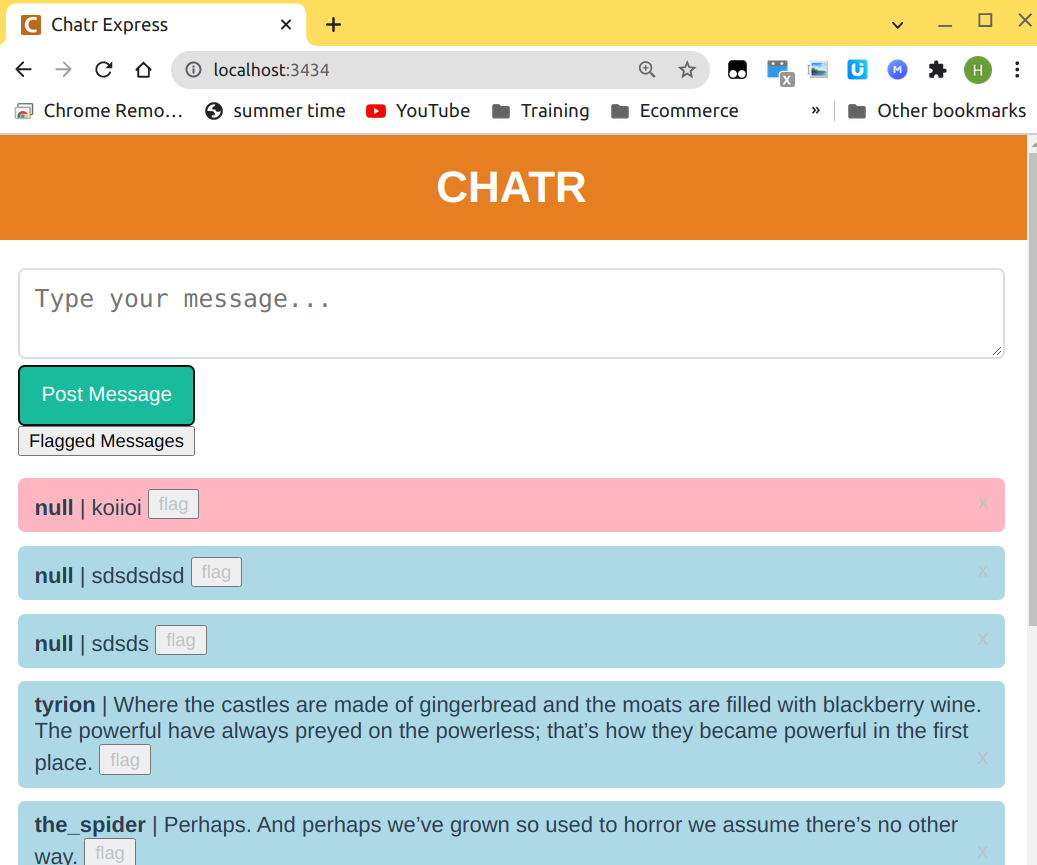 Chatr Express
localhost:3434
Chrome Remo... summer time YouTube Training Ecommerce » Other bookmarks
CHATR
Type your message...
Post Message
Flagged Messages
null | koiioi flag x
null | sdsdsdsd flag x
null | sdsds flag x
tyrion | Where the castles are made of gingerbread and the moats are filled with blackberry wine.
The powerful have always preyed on the powerless; that’s how they became powerful in the first
place. flag x
the_spider | Perhaps. And perhaps we’ve grown so used to horror we assume there’s no other
way. flag x